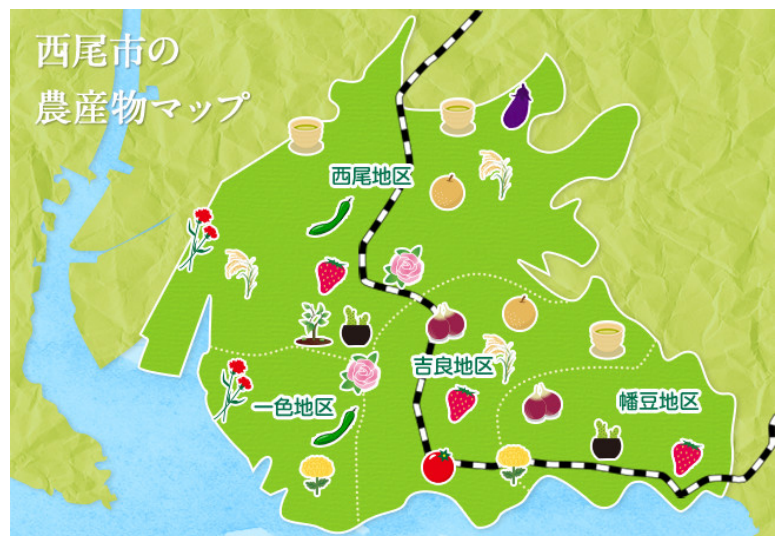 西尾市の
農産物マップ
西尾地区
吉良地区
一色地区
幡豆地区